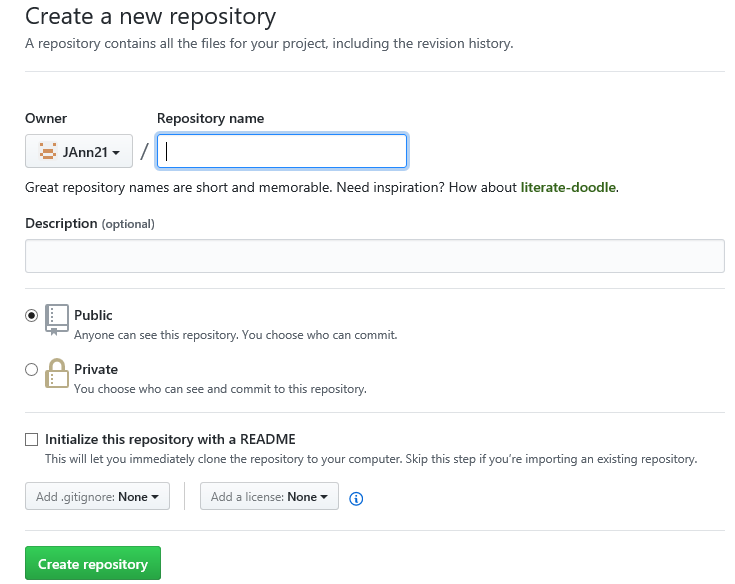 Create a new repository
A repository contains all the files for your project, including the revision history.
Owner
Repository name
JAnn21
/
Great repository names are short and memorable. Need inspiration? How about literate-doodle.
Description (optional)
Public
Anyone can see this repository. You choose who can commit.
Private
You choose who can see and commit to this repository.
Initialize this repository with a README
This will let you immediately clone the repository to your computer. Skip this step if you’re importing an existing repository.
Add .gitignore: None
Add a license: None
Create repository